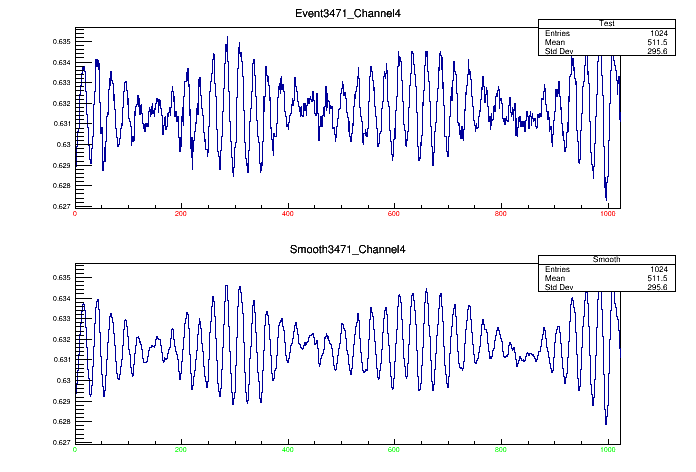 Event3471_Channel4
Test
Entries 1024
Mean 511.5
Std Dev 295.6
0.635
0.634
0.633
0.632
0.631
0.63
0.629
0.628
0.627
0 200 400 600 800 1000
Smooth3471_Channel4
Smooth
Entries 1024
Mean 511.5
Std Dev 295.6
0.635
0.634
0.633
0.632
0.631
0.63
0.629
0.628
0.627
0 200 400 600 800 1000